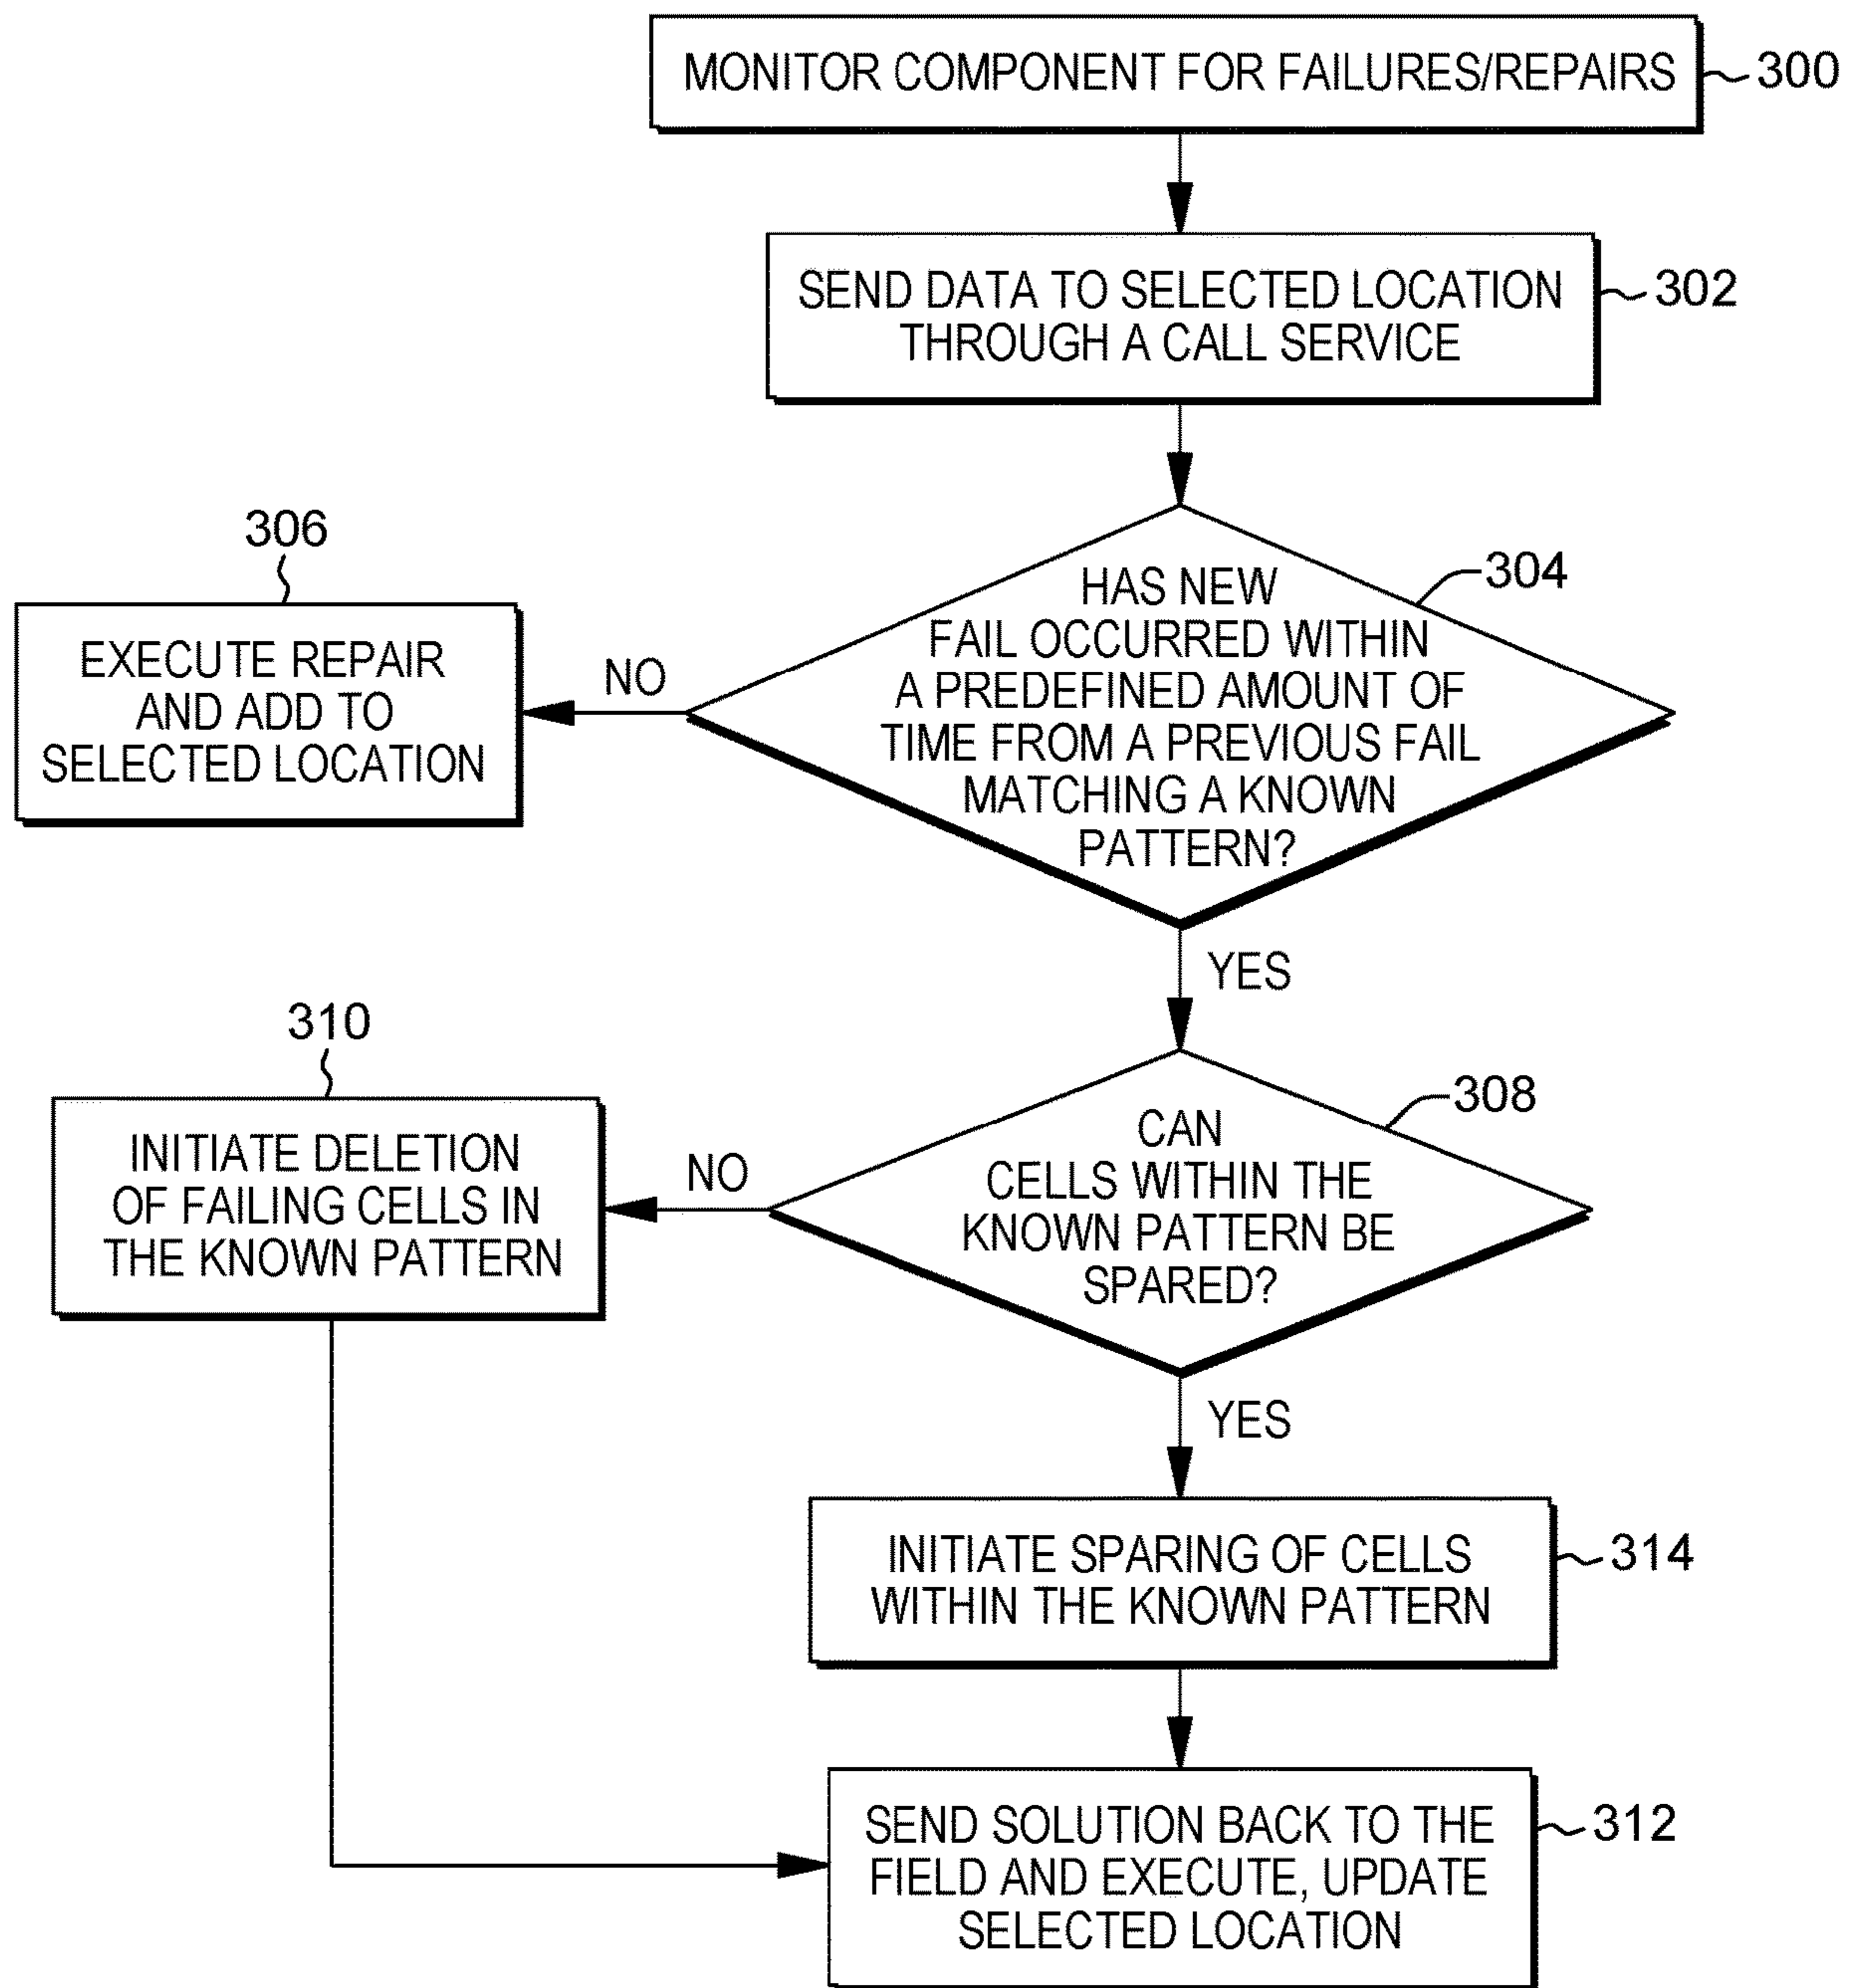 MONITOR COMPONENT FOR FAILURES/REPAIRS
300
SEND DATA TO SELECTED LOCATION
THROUGH A CALL SERVICE
302
HAS NEW
FAIL OCCURRED WITHIN
A PREDEFINED AMOUNT OF
TIME FROM A PREVIOUS FAIL
MATCHING A KNOWN
PATTERN?
304
NO
306
EXECUTE REPAIR
AND ADD TO
SELECTED LOCATION
YES
CAN
CELLS WITHIN THE
KNOWN PATTERN BE
SPARED?
308
NO
310
INITIATE DELETION
OF FAILING CELLS IN
THE KNOWN PATTERN
YES
INITIATE SPARING OF CELLS
WITHIN THE KNOWN PATTERN
314
SEND SOLUTION BACK TO THE
FIELD AND EXECUTE, UPDATE
SELECTED LOCATION
312